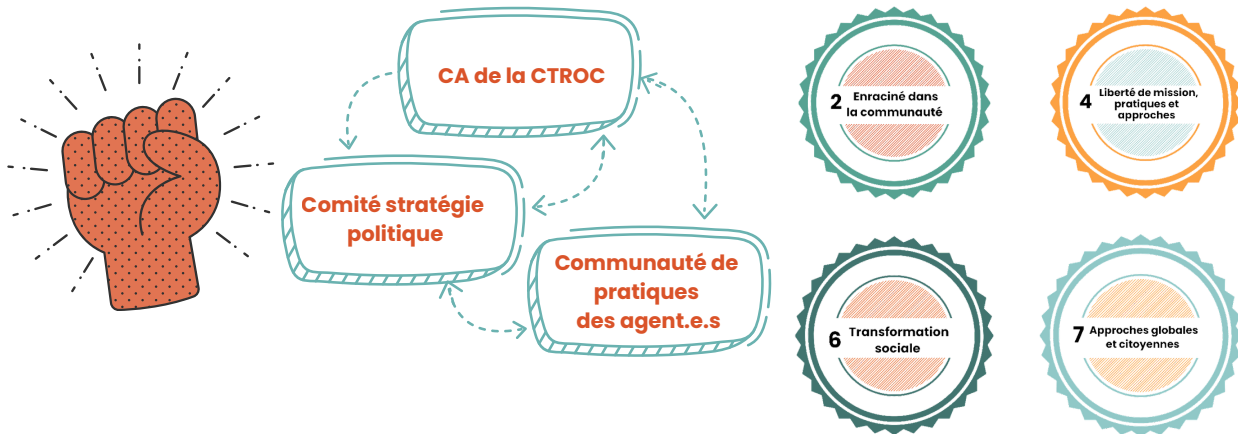 CA de la CTROC
Comité stratégie
politique
Communauté de
pratiques
des agent.e.s
2
Enraciné dans
la communauté
4
Liberté de mission,
pratiques et
approches
6
Transformation
sociale
7
Approches globales
et citoyennes